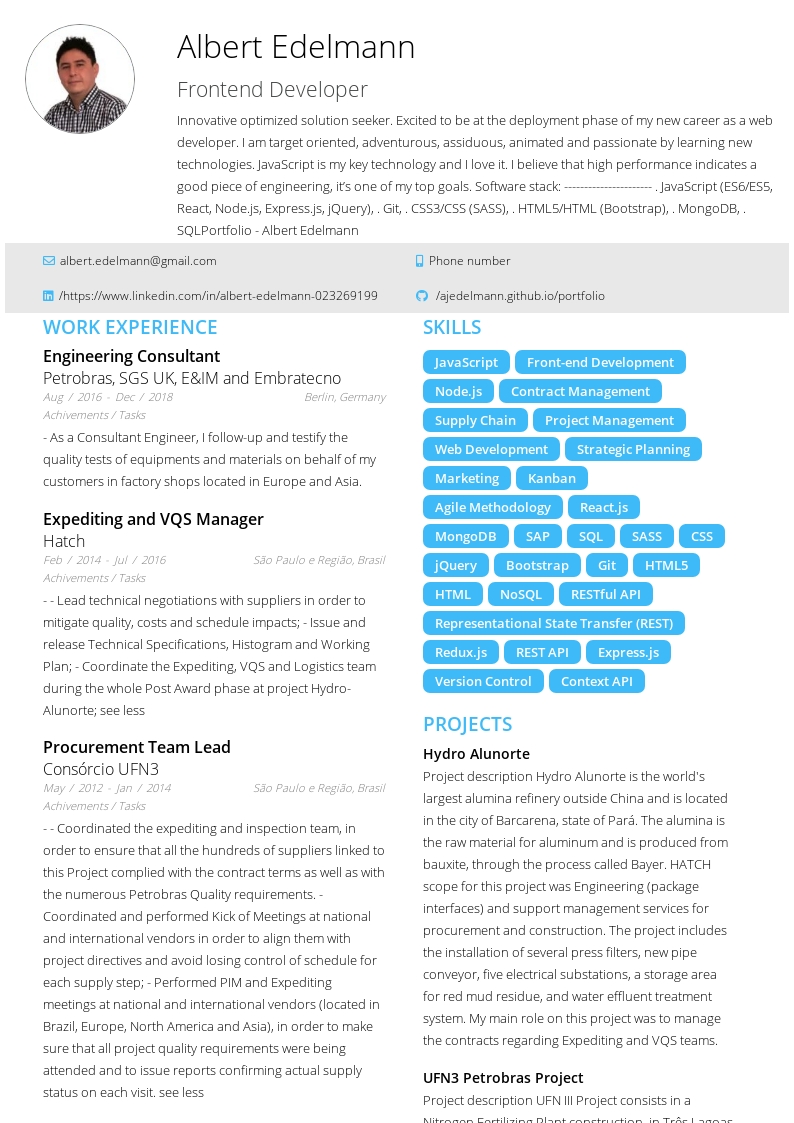 Albert Edelmann
Frontend Developer
Innovative optimized solution seeker. Excited to be at the deployment phase of my new career as a web
developer. I am target oriented, adventurous, assiduous, animated and passionate by learning new
technologies. JavaScript is my key technology and I love it. I believe that high performance indicates a
good piece of engineering, it’s one of my top goals. Software stack: ---------------------- . JavaScript (ES6/ES5,
React, Node.js, Express.js, jQuery), . Git, . CSS3/CSS (SASS), . HTML5/HTML (Bootstrap), . MongoDB, .
SQLPortfolio - Albert Edelmann
albert.edelmann@gmail.com
Phone number
/https://www.linkedin.com/in/albert-edelmann-023269199
/ajedelmann.github.io/portfolio
WORK EXPERIENCE
Engineering Consultant
Petrobras, SGS UK, E&IM and Embratecno
Aug / 2016 - Dec / 2018 Berlin, Germany
Achivements / Tasks
- As a Consultant Engineer, I follow-up and testify the
quality tests of equipments and materials on behalf of my
customers in factory shops located in Europe and Asia.
Expediting and VQS Manager
Hatch
Feb / 2014 - Jul / 2016 São Paulo e Região, Brasil
Achivements / Tasks
- - Lead technical negotiations with suppliers in order to
mitigate quality, costs and schedule impacts; - Issue and
release Technical Specifications, Histogram and Working
Plan; - Coordinate the Expediting, VQS and Logistics team
during the whole Post Award phase at project Hydro-
Alunorte; see less
Procurement Team Lead
Consórcio UFN3
May / 2012 - Jan / 2014 São Paulo e Região, Brasil
Achivements / Tasks
- - Coordinated the expediting and inspection team, in
order to ensure that all the hundreds of suppliers linked to
this Project complied with the contract terms as well as with
the numerous Petrobras Quality requirements. -
Coordinated and performed Kick of Meetings at national
and international vendors in order to align them with
project directives and avoid losing control of schedule for
each supply step; - Performed PIM and Expediting
meetings at national and international vendors (located in
Brazil, Europe, North America and Asia), in order to make
sure that all project quality requirements were being
attended and to issue reports confirming actual supply
status on each visit. see less
SKILLS
JavaScript Front-end Development
Node.js Contract Management
Supply Chain Project Management
Web Development Strategic Planning
Marketing Kanban
Agile Methodology React.js
MongoDB SAP SQL SASS CSS
jQuery Bootstrap Git HTML5
HTML NoSQL RESTful API
Representational State Transfer (REST)
Redux.js REST API Express.js
Version Control Context API
PROJECTS
Hydro Alunorte
Project description Hydro Alunorte is the world's
largest alumina refinery outside China and is located
in the city of Barcarena, state of Pará. The alumina is
the raw material for aluminum and is produced from
bauxite, through the process called Bayer. HATCH
scope for this project was Engineering (package
interfaces) and support management services for
procurement and construction. The project includes
the installation of several press filters, new pipe
conveyor, five electrical substations, a storage area
for red mud residue, and water effluent treatment
system. My main role on this project was to manage
the contracts regarding Expediting and VQS teams.
UFN3 Petrobras Project
Project description UFN III Project consists in a
Nitrogen Fertilizing Plant construction, in Três Lagoas